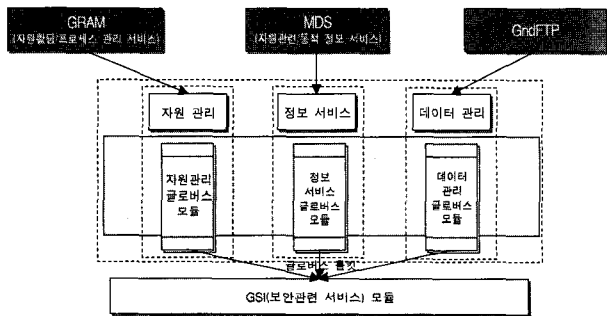 GRAM
(자원할당/프로세스 관리 서비스)
MDS
(자원관련/동적 정보 서비스)
GridFTP
자원 관리
정보 서비스
데이터 관리
자원관리
글로버스
모듈
정보
서비스
글로버스
모듈
데이터
관리
글로버스
모듈
글로버스 툴킷
GSI(보안관련 서비스) 모듈